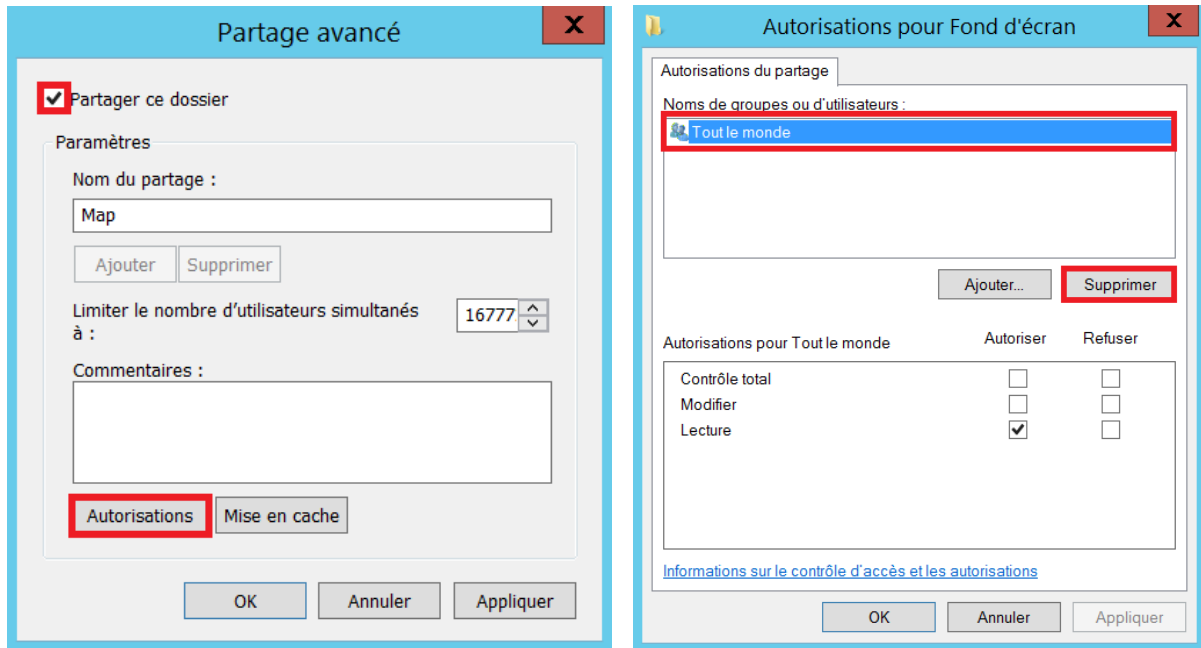 Partage avancé
X
Partager ce dossier
Paramètres
Nom du partage :
Map
Ajouter
Supprimer
Limiter le nombre d'utilisateurs simultanés
à :
16777
Commentaires :
Autorisations
Mise en cache
OK
Annuler
Appliquer
Autorisations pour Fond d'écran
X
Autorisations du partage
Noms de groupes ou d'utilisateurs :
Tout le monde
Ajouter...
Supprimer
Autorisations pour Tout le monde
Autoriser
Refuser
Contrôle total
Modifier
Lecture
Informations sur le contrôle d'accès et les autorisations
OK
Annuler
Appliquer